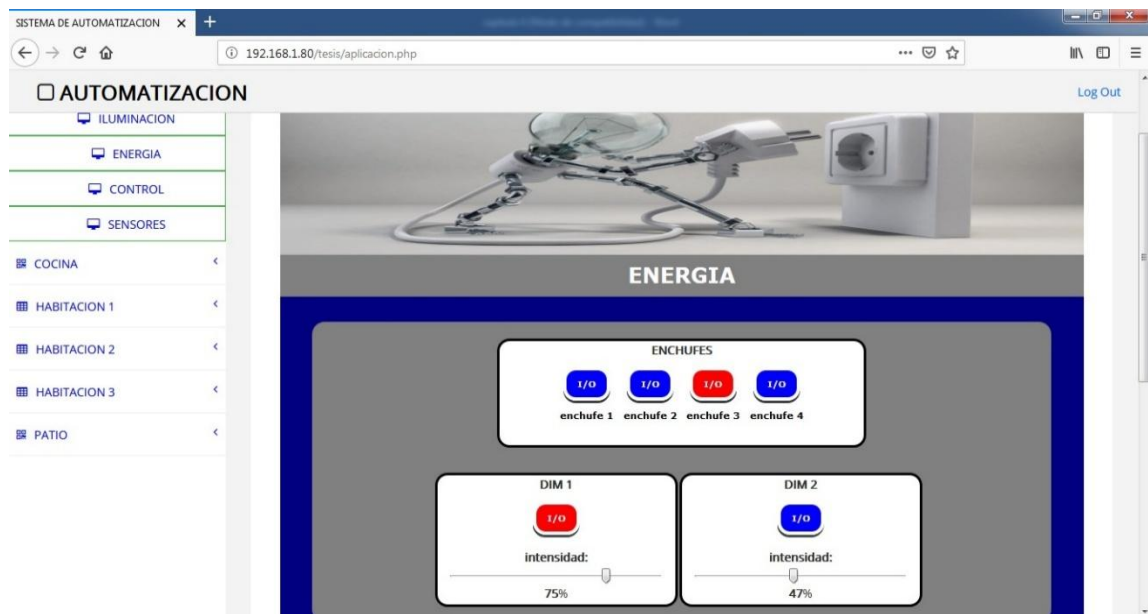 SISTEMA DE AUTOMATIZACION
192.168.1.80/tesis/aplicacion.php
AUTOMATIZACION
Log Out
ILUMINACION
ENERGIA
CONTROL
SENSORES
COCINA
HABITACION 1
HABITACION 2
HABITACION 3
PATIO
ENERGIA
ENCHUFES
I/O I/O I/O I/O
enchufe 1 enchufe 2 enchufe 3 enchufe 4
DIM 1
I/O
intensidad:
75%
DIM 2
I/O
intensidad:
47%